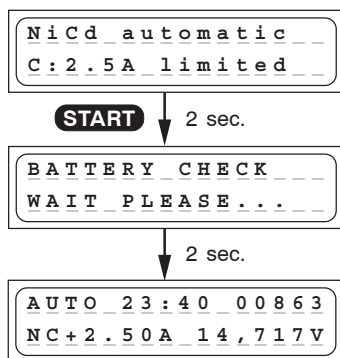 NiCd automatic
C:2.5A limited
START 2 sec.
BATTERY CHECK
WAIT PLEASE...
2 sec.
AUTO 23:40 00863
NC+2.50A 14,717V